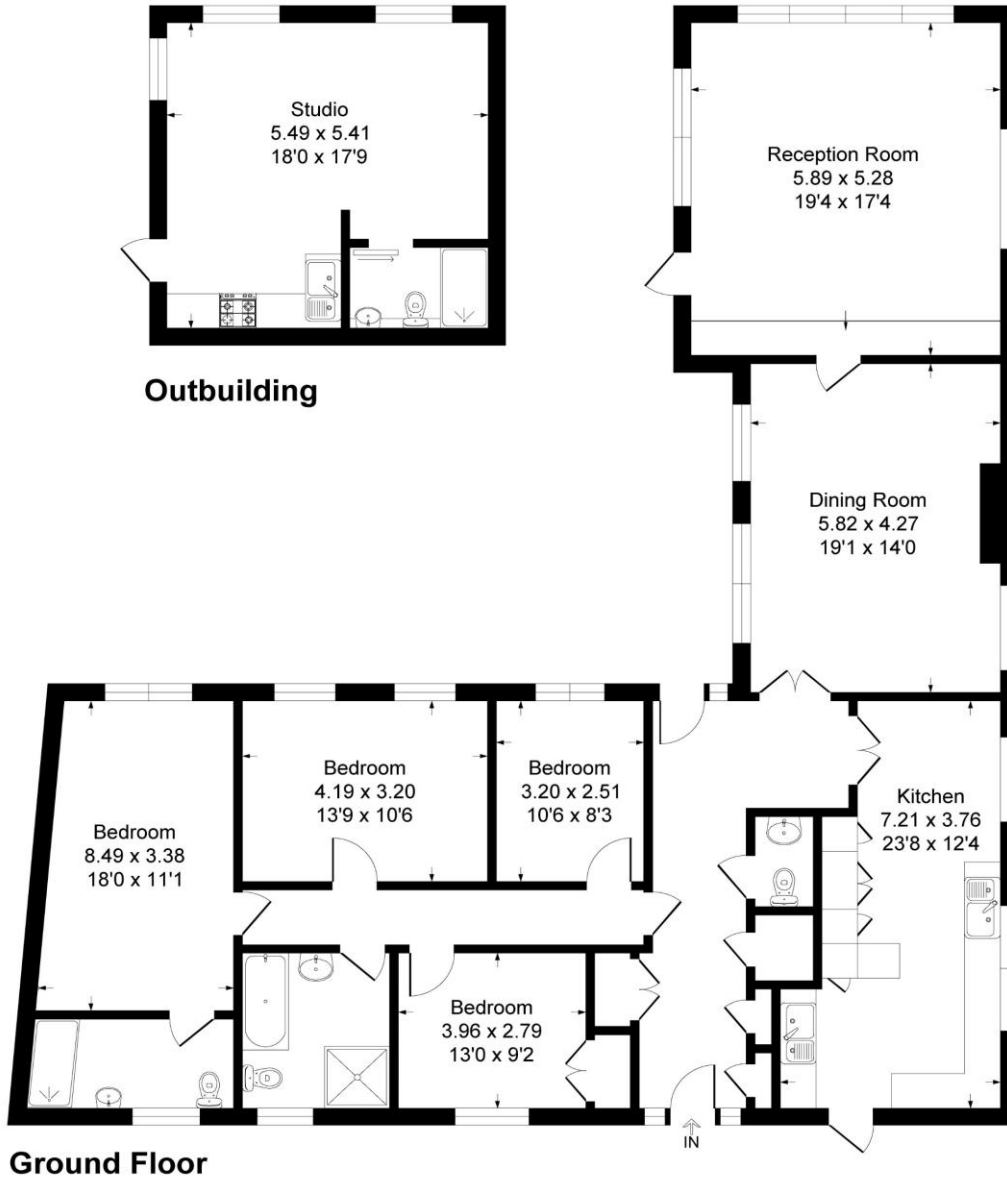 Studio
5.49 x 5.41
18'0 x 17'9
Reception Room
5.89 x 5.28
19'4 x 17'4
Outbuilding
Dining Room
5.82 x 4.27
19'1 x 14'0
Bedroom
8.49 x 3.38
18'0 x 11'1
Bedroom
4.19 x 3.20
13'9 x 10'6
Bedroom
3.20 x 2.51
10'6 x 8'3
Kitchen
7.21 x 3.76
23'8 x 12'4
Bedroom
3.96 x 2.79
13'0 x 9'2
IN
Ground Floor